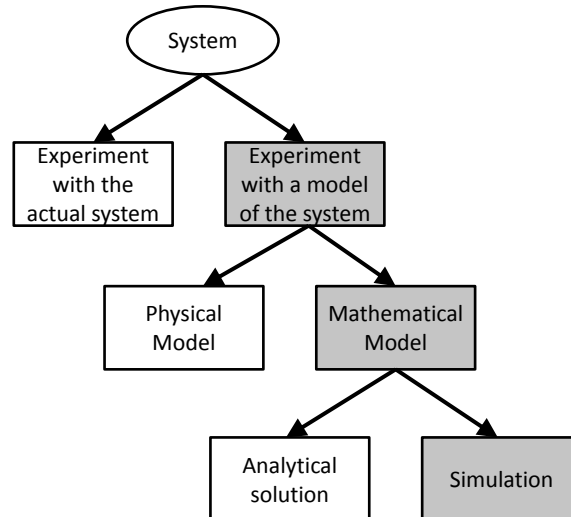 System
Experiment
with the
actual system
Experiment
with a model
of the system
Physical
Model
Mathematical
Model
Analytical
solution
Simulation